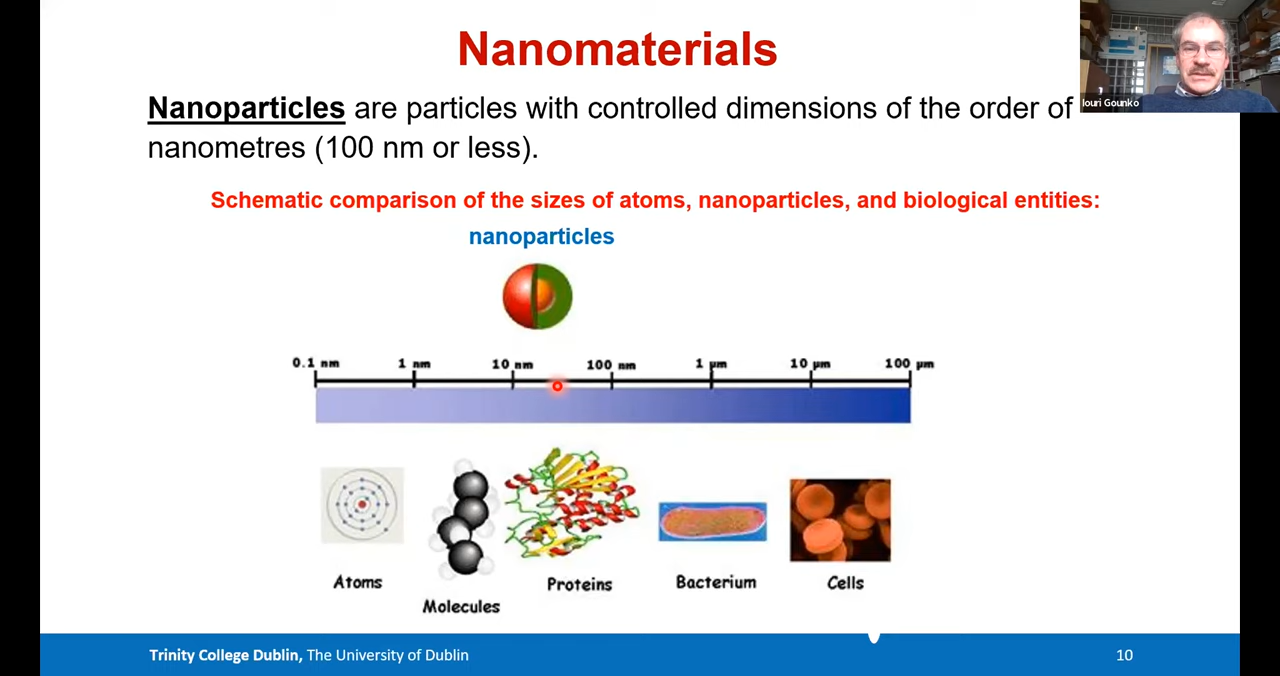 Nanomaterials
Iouri Gounko
Nanoparticles are particles with controlled dimensions of the order of
nanometres (100 nm or less).
Schematic comparison of the sizes of atoms, nanoparticles, and biological entities:
nanoparticles
0.1 nm 1 nm 10 nm 100 nm 1 µm 10 µm 100 µm
Atoms
Molecules
Proteins
Bacterium
Cells
Trinity College Dublin, The University of Dublin
10